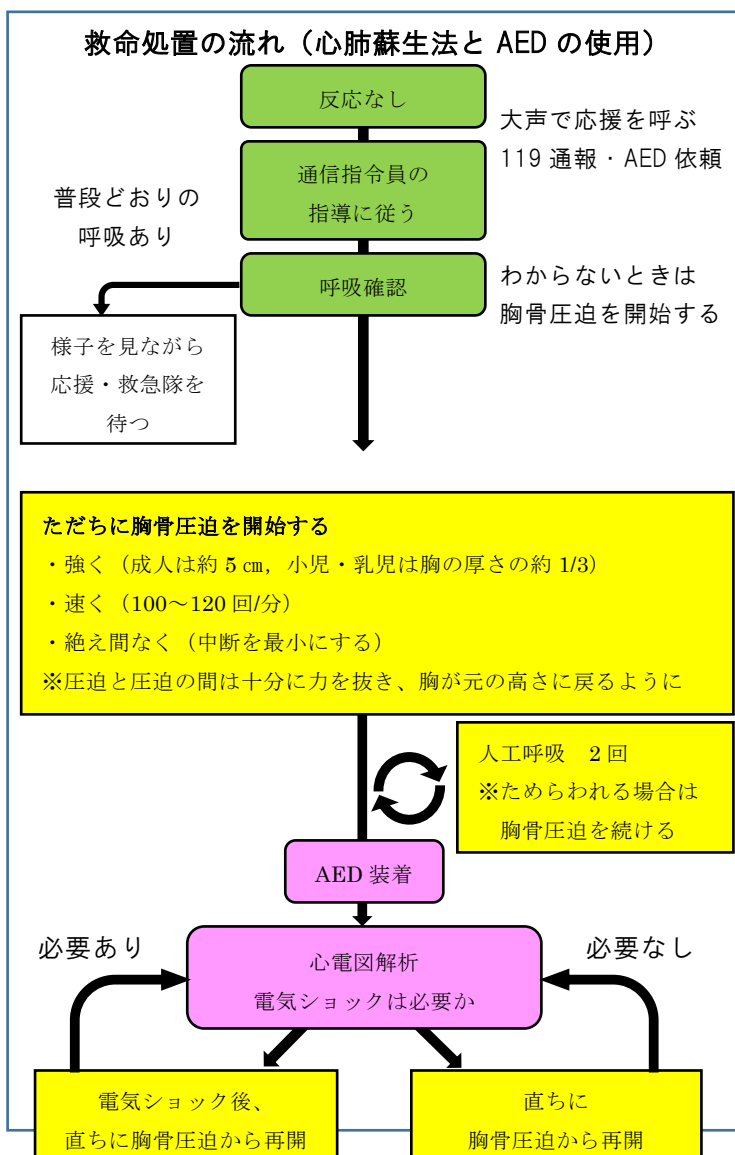 救命処置の流れ（心肺蘇生法と AED の使用）
反応なし
大声で応援を呼ぶ
119 通報・AED 依頼
通信指令員の
指導に従う
普段どおりの
呼吸あり
呼吸確認
わからないときは
胸骨圧迫を開始する
様子を見ながら
応援・救急隊を
待つ
ただちに胸骨圧迫を開始する
・強く（成人は約 5 ㎝，小児・乳児は胸の厚さの約 1/3）
・速く（100～120 回/分）
・絶え間なく（中断を最小にする）
※圧迫と圧迫の間は十分に力を抜き、胸が元の高さに戻るように
人工呼吸　2 回
※ためらわれる場合は
胸骨圧迫を続ける
AED 装着
必要あり
必要なし
心電図解析
電気ショックは必要か
電気ショック後、
直ちに胸骨圧迫から再開
直ちに
胸骨圧迫から再開